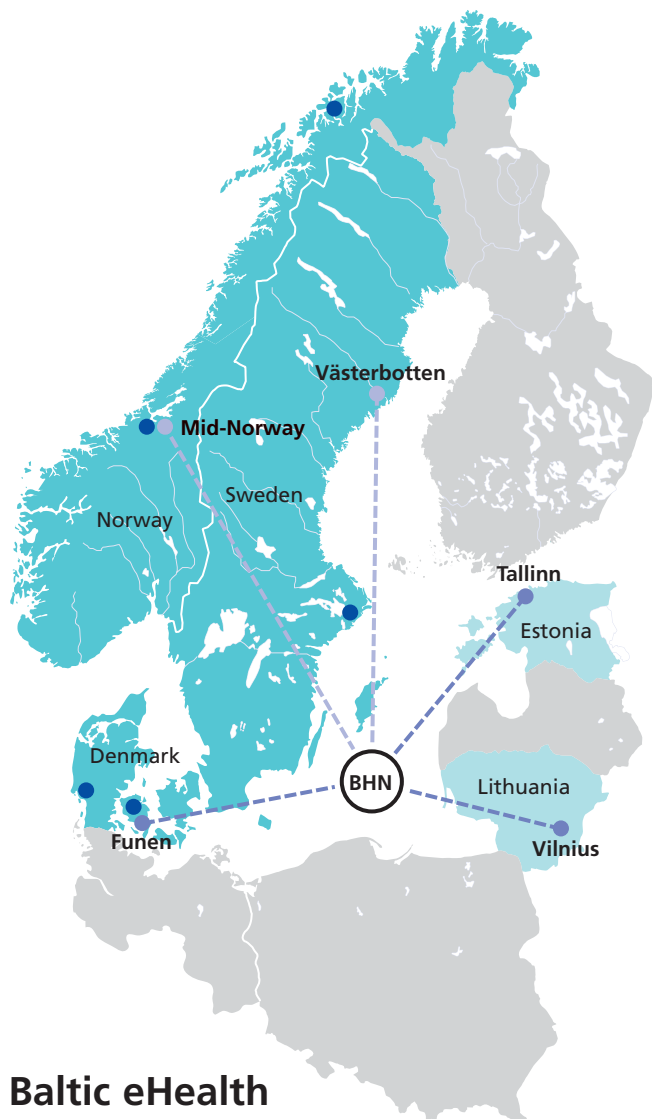 Västerbotten
Mid-Norway
Sweden
Norway
Tallinn
Estonia
Denmark
BHN
Lithuania
Funen
Vilnius
Baltic eHealth